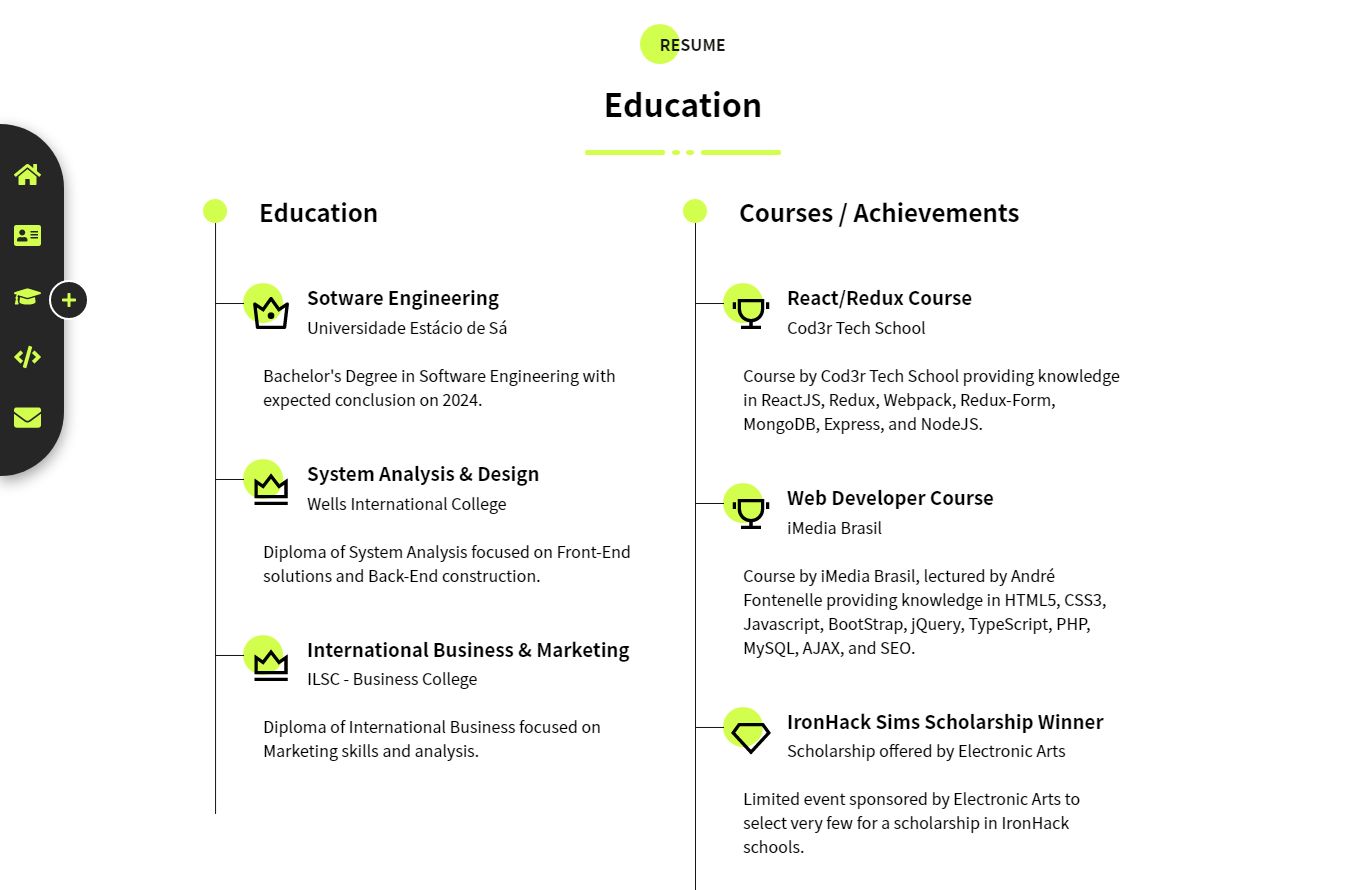 RESUME
Education
Education
Sotware Engineering
Universidade Estácio de Sá
Bachelor's Degree in Software Engineering with
expected conclusion on 2024.
System Analysis & Design
Wells International College
Diploma of System Analysis focused on Front-End
solutions and Back-End construction.
International Business & Marketing
ILSC - Business College
Diploma of International Business focused on
Marketing skills and analysis.
Courses / Achievements
React/Redux Course
Cod3r Tech School
Course by Cod3r Tech School providing knowledge
in ReactJS, Redux, Webpack, Redux-Form,
MongoDB, Express, and NodeJS.
Web Developer Course
iMedia Brasil
Course by iMedia Brasil, lectured by André
Fontenelle providing knowledge in HTML5, CSS3,
Javascript, BootStrap, jQuery, TypeScript, PHP,
MySQL, AJAX, and SEO.
IronHack Sims Scholarship Winner
Scholarship offered by Electronic Arts
Limited event sponsored by Electronic Arts to
select very few for a scholarship in IronHack
schools.